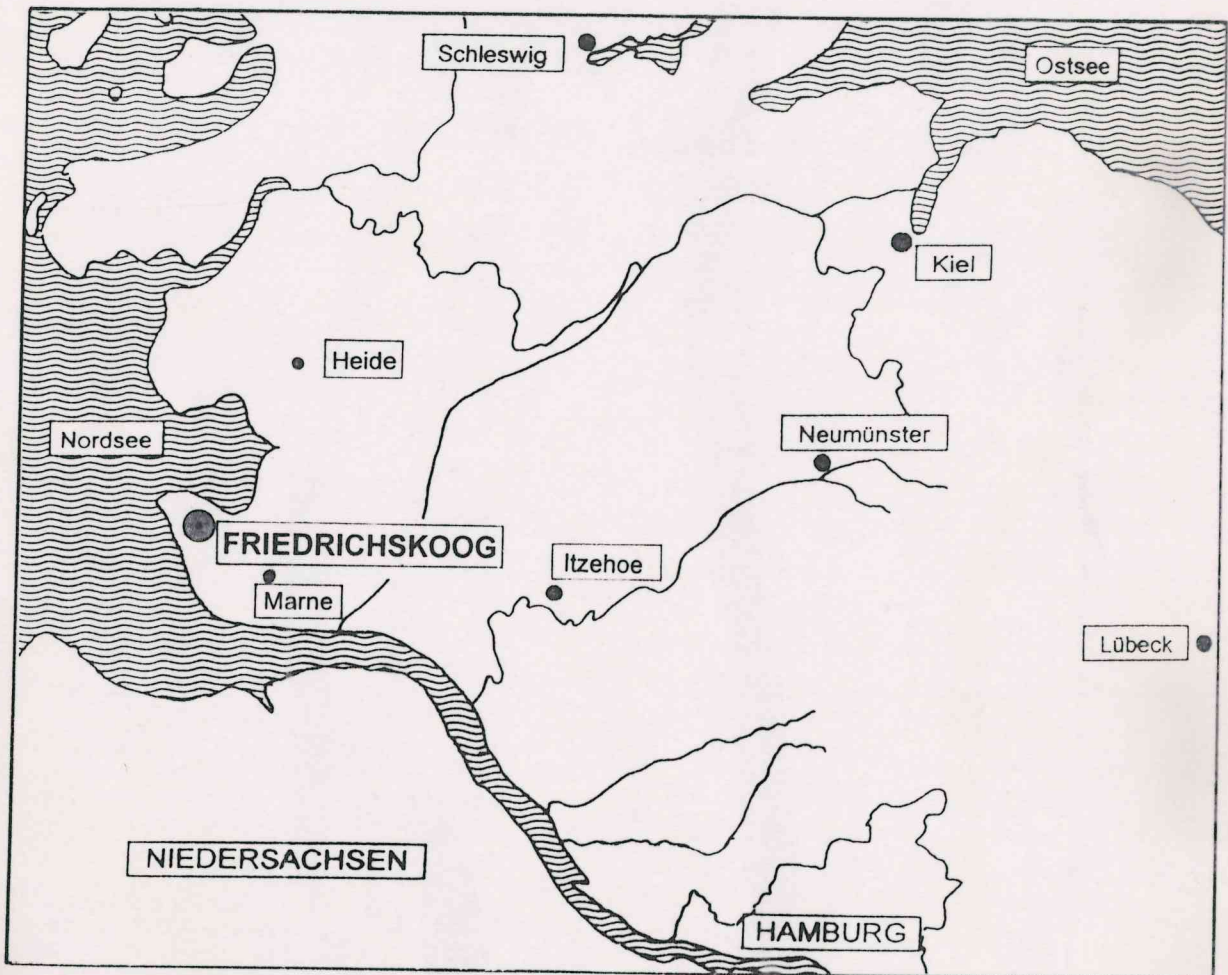 Schleswig
Ostsee
Kiel
Heide
Nordsee
Neumünster
FRIEDRICHSKOOG
Itzehoe
Marne
Lübeck
NIEDERSACHSEN
HAMBURG